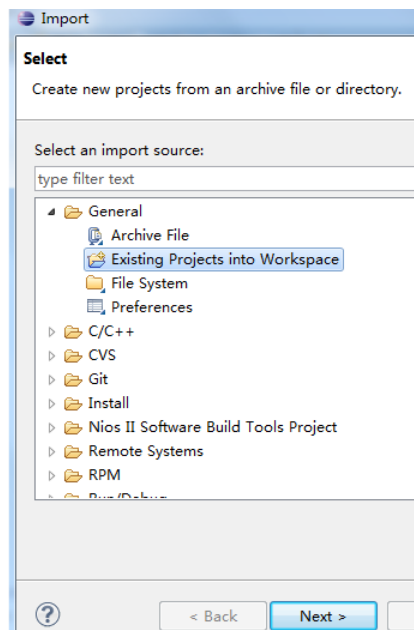 Import
Select
Create new projects from an archive file or directory.
Select an import source:
type filter text
General
Archive File
Existing Projects into Workspace
File System
Preferences
C/C++
CVS
Git
Install
Nios II Software Build Tools Project
Remote Systems
RPM
Run/Debug
?
< Back
Next >